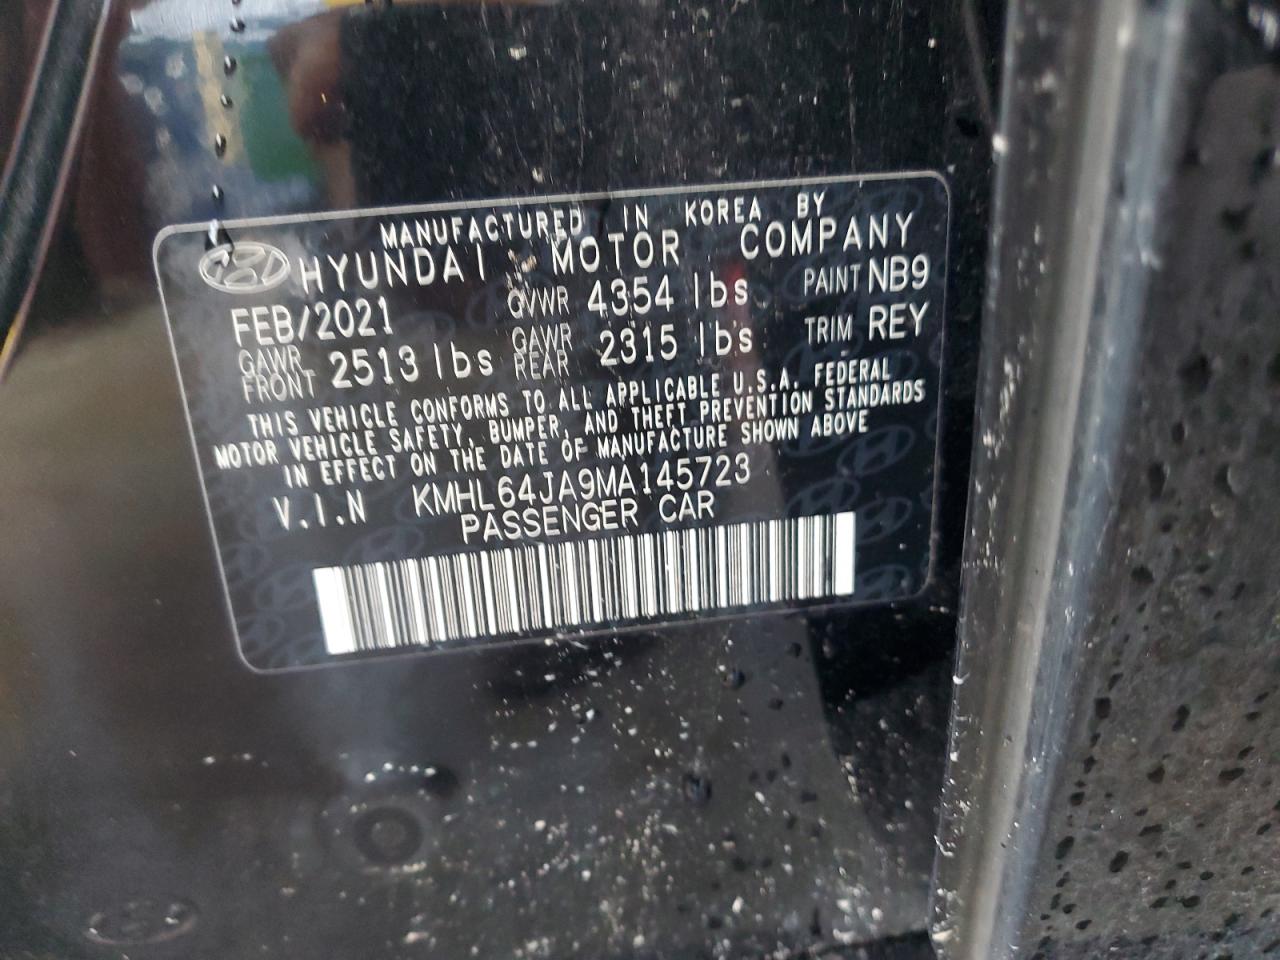 MANUFACTURED IN KOREA BY
HYUNDAI MOTOR COMPANY
FEB/2021 GVWR 4354 lbs PAINT NB9
GAWR FRONT 2513 lbs GAWR REAR 2315 lbs TRIM REY
THIS VEHICLE CONFORMS TO ALL APPLICABLE U.S.A. FEDERAL
MOTOR VEHICLE SAFETY, BUMPER, AND THEFT PREVENTION STANDARDS
IN EFFECT ON THE DATE OF MANUFACTURE SHOWN ABOVE
V.I.N KMHL64JA9MA145723
PASSENGER CAR